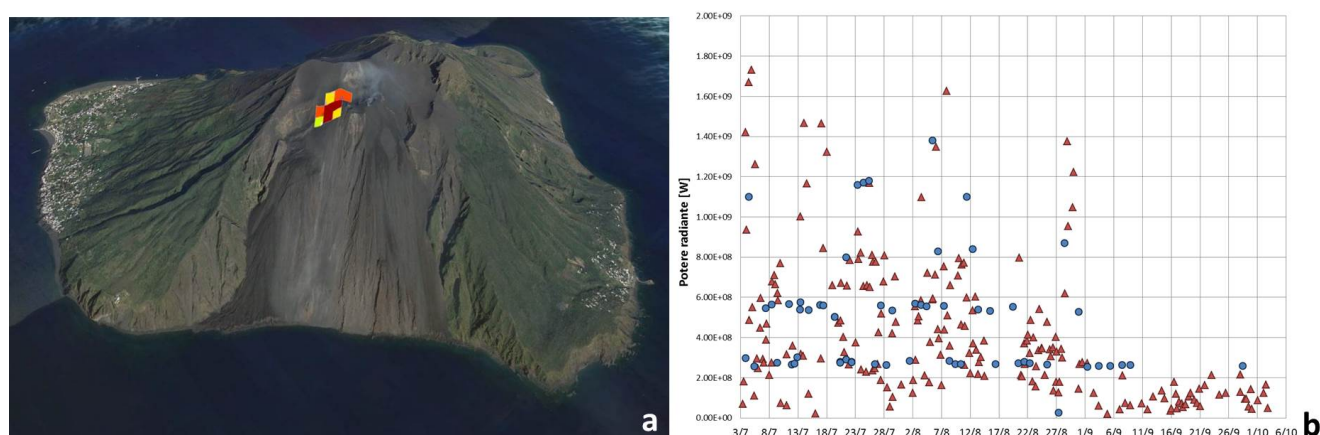 a
2.00E+09
1.80E+09
1.60E+09
1.40E+09
1.20E+09
1.00E+09
8.00E+08
6.00E+08
4.00E+08
2.00E+08
0.00E+00
Potere radiante [W]
3/7 8/7 13/7 18/7 23/7 28/7 2/8 7/8 12/8 17/8 22/8 27/8 1/9 6/9 11/9 16/9 21/9 26/9 1/10 6/10
b